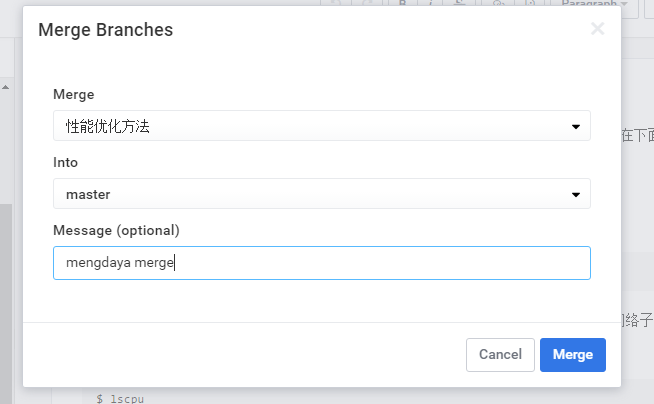 Paragraph
Merge Branches
Merge
性能优化方法
在下面
Into
master
Message (optional)
mengdaya merge
络子
Cancel
Merge
$ lscpu